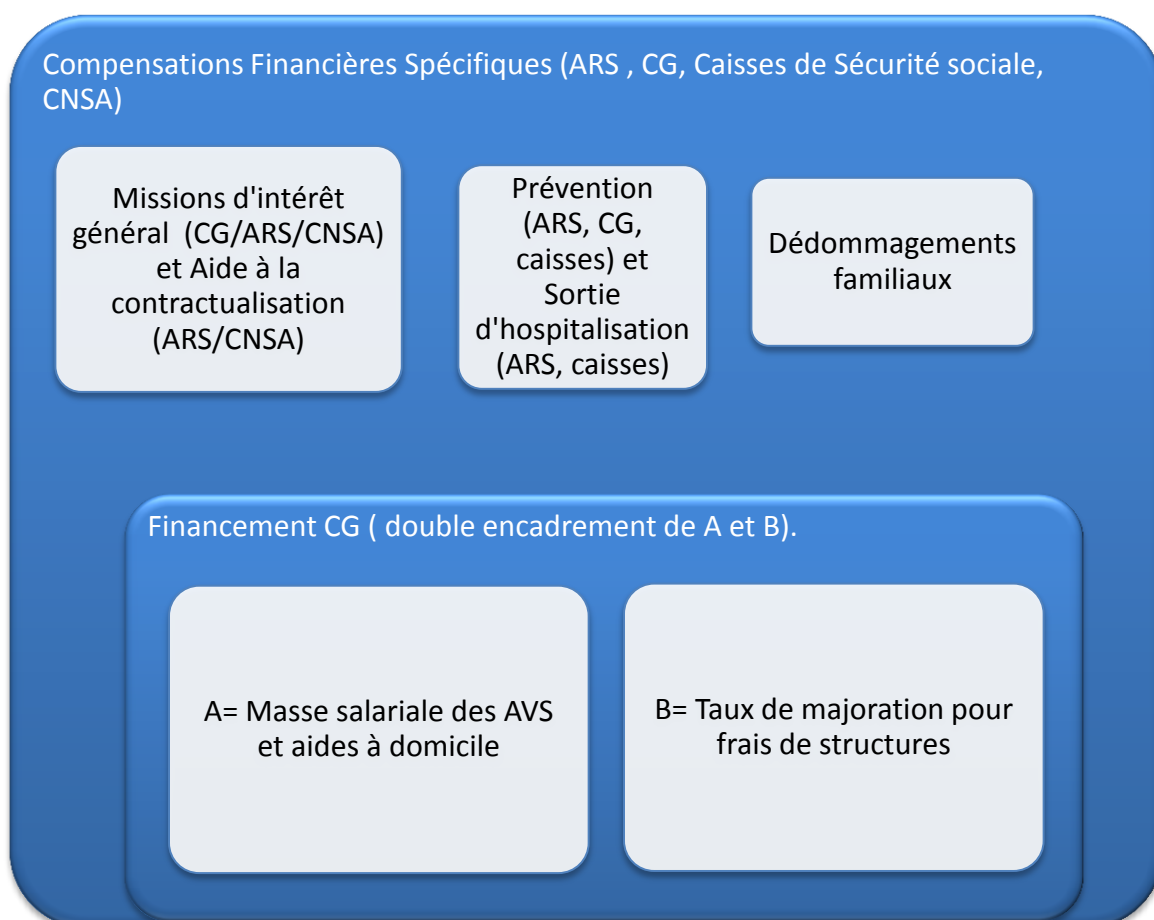 Compensations Financières Spécifiques (ARS , CG, Caisses de Sécurité sociale,
CNSA)
Missions d'intérêt
général (CG/ARS/CNSA)
et Aide à la
contractualisation
(ARS/CNSA)
Prévention
(ARS, CG,
caisses) et
Sortie
d'hospitalisation
(ARS, caisses)
Dédommagements
familiaux
Financement CG ( double encadrement de A et B).
A= Masse salariale des AVS
et aides à domicile
B= Taux de majoration pour
frais de structures